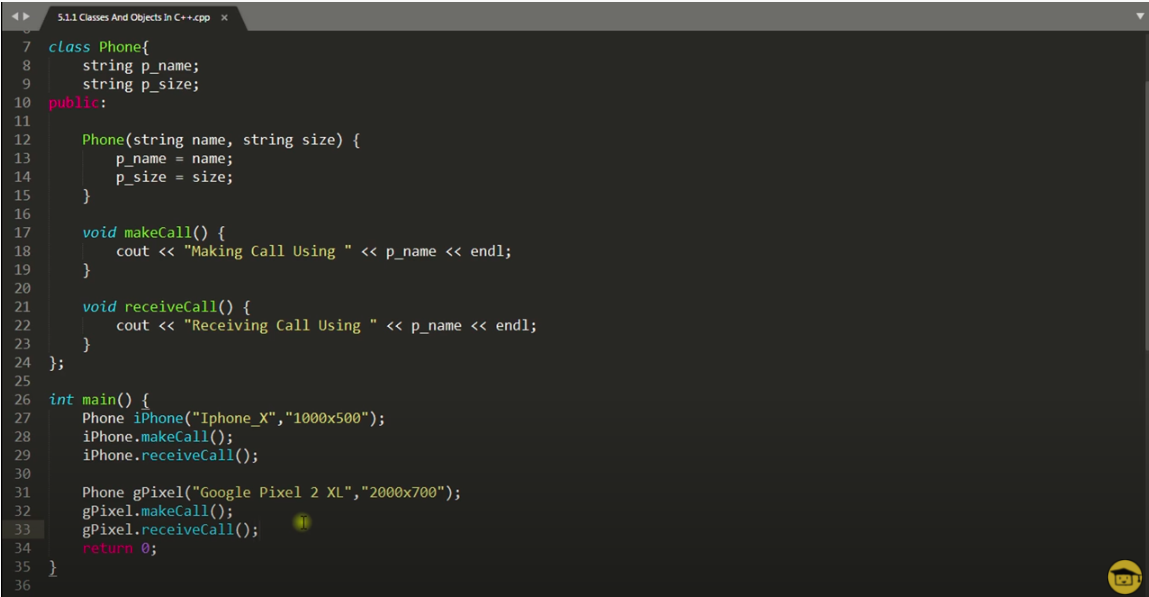 5.1.1 Classes And Objects In C++.cpp ×
7 class Phone{
8     string p_name;
9     string p_size;
10 public:
11
12     Phone(string name, string size) {
13         p_name = name;
14         p_size = size;
15     }
16
17     void makeCall() {
18         cout << "Making Call Using " << p_name << endl;
19     }
20
21     void receiveCall() {
22         cout << "Receiving Call Using " << p_name << endl;
23     }
24 };
25
26 int main() {
27     Phone iPhone("Iphone_X","1000x500");
28     iPhone.makeCall();
29     iPhone.receiveCall();
30
31     Phone gPixel("Google Pixel 2 XL","2000x700");
32     gPixel.makeCall();
33     gPixel.receiveCall();
34     return 0;
35 }
36